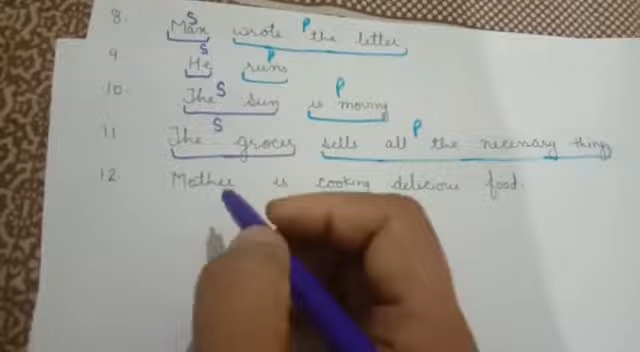 8. Max wrote the letter
S P
9 He runs
S P
10. The Sun is moving
S P
11 The grocer sells all the necessary things
S P
12. Mother is cooking delicious food.